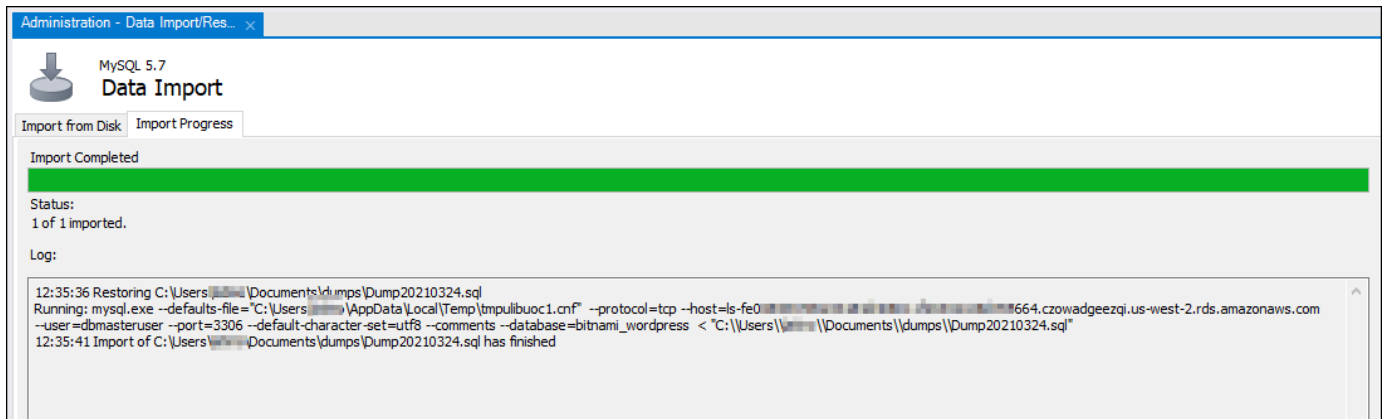 Administration - Data Import/Res...
MySQL 5.7
Data Import
Import from Disk Import Progress
Import Completed
Status:
1 of 1 imported.
Log:
12:35:36 Restoring C:\Users\ \Documents\dumps\Dump20210324.sql
Running: mysql.exe --defaults-file="C:\Users \AppData\Local\Temp\tmpulibuoc1.cnf" --protocol=tcp --host=ls-fe0 664.czowadgeezqi.us-west-2.rds.amazonaws.com
--user=dbmasteruser --port=3306 --default-character-set=utf8 --comments --database=bitnami_wordpress < "C:\\Users\\ \\Documents\\dumps\\Dump20210324.sql"
12:35:41 Import of C:\Users\ \Documents\dumps\Dump20210324.sql has finished